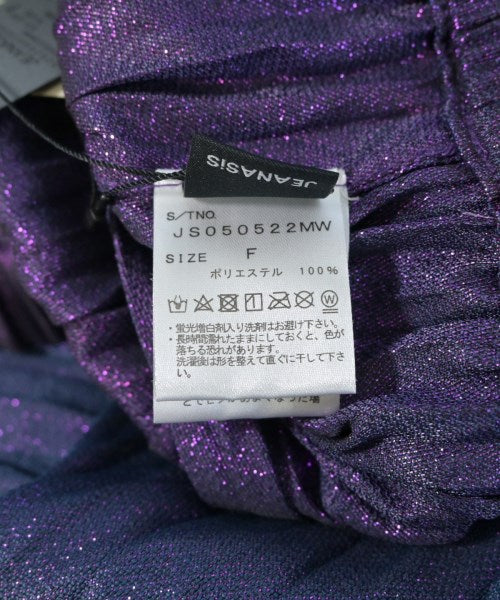 JEANASiS
S/TNO.
JS050522MW
SIZE F
ポリエステル 100%
・蛍光増白剤入り洗剤はお避け下さい。
・長時間濡れたままにしておくと、色が
落ちる恐れがあります。
洗濯後は形を整えて直ぐに干して下さい。